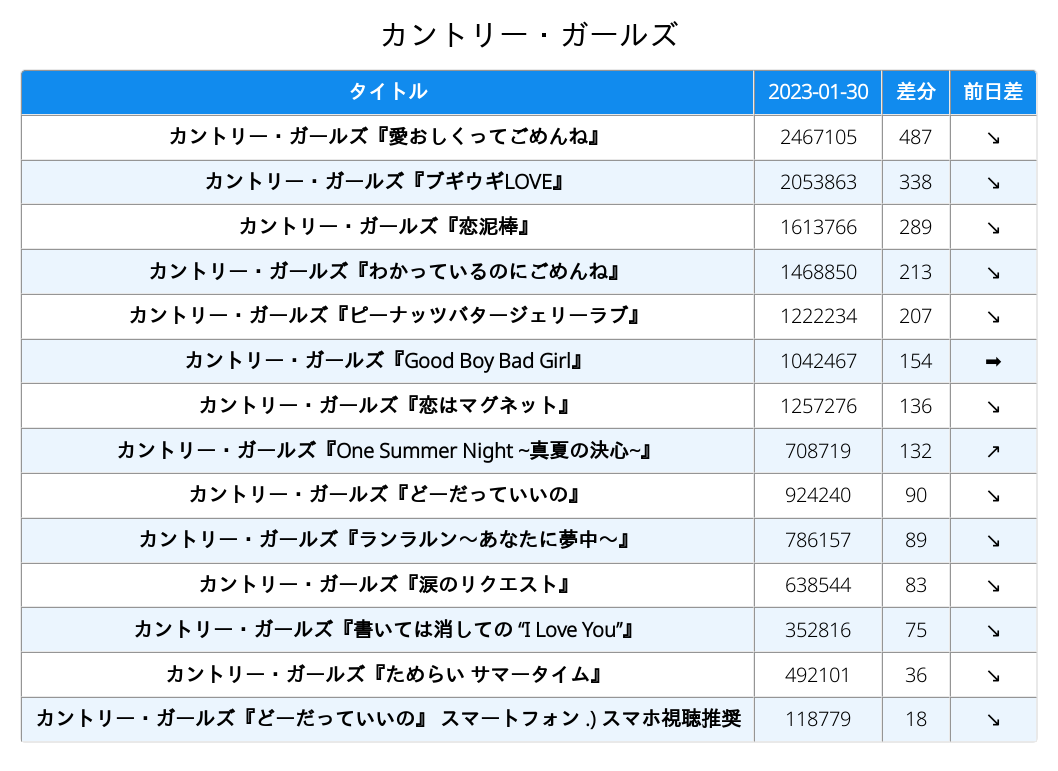 カントリー・ガールズ
タイトル 2023-01-30 差分 前日差
カントリー・ガールズ『愛おしくってごめんね』 2467105 487 ↘
カントリー・ガールズ『ブギウギLOVE』 2053863 338 ↘
カントリー・ガールズ『恋泥棒』 1613766 289 ↘
カントリー・ガールズ『わかっているのにごめんね』 1468850 213 ↘
カントリー・ガールズ『ピーナッツバタージェリーラブ』 1222234 207 ↘
カントリー・ガールズ『Good Boy Bad Girl』 1042467 154 ➡
カントリー・ガールズ『恋はマグネット』 1257276 136 ↘
カントリー・ガールズ『One Summer Night ~真夏の決心~』 708719 132 ↗
カントリー・ガールズ『どーだっていいの』 924240 90 ↘
カントリー・ガールズ『ランラルン～あなたに夢中～』 786157 89 ↘
カントリー・ガールズ『涙のリクエスト』 638544 83 ↘
カントリー・ガールズ『書いては消しての “I Love You”』 352816 75 ↘
カントリー・ガールズ『ためらい サマータイム』 492101 36 ↘
カントリー・ガールズ『どーだっていいの』 スマートフォン .) スマホ視聴推奨 118779 18 ↘